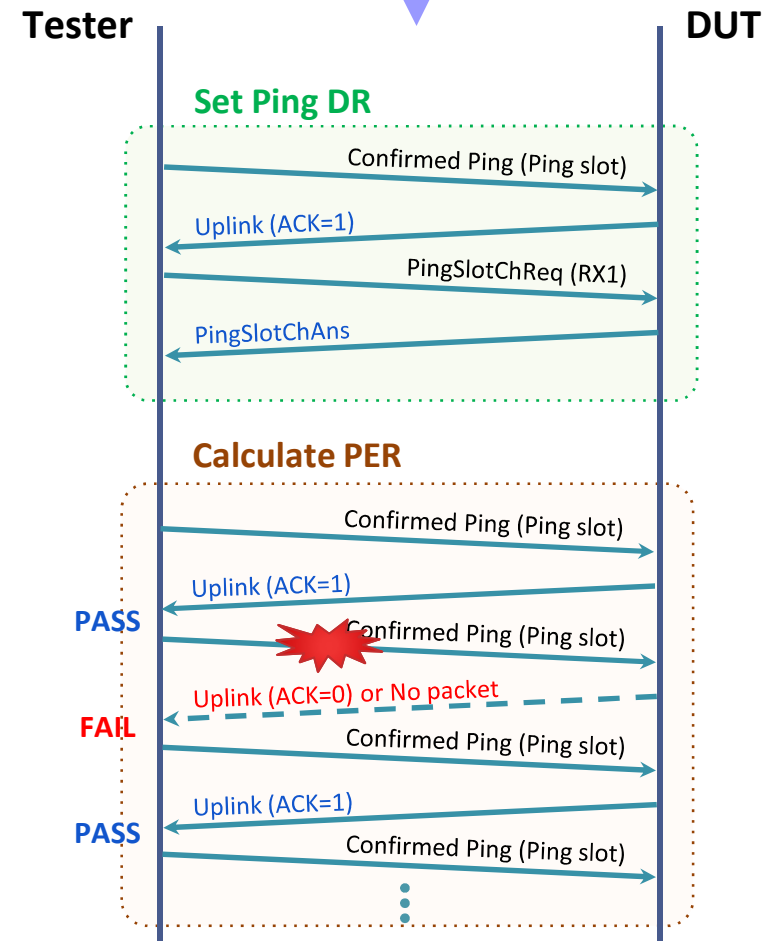 Tester
DUT
Set Ping DR
Confirmed Ping (Ping slot)
Uplink (ACK=1)
PingSlotChReq (RX1)
PingSlotChAns
Calculate PER
Confirmed Ping (Ping slot)
Uplink (ACK=1)
PASS
Confirmed Ping (Ping slot)
Uplink (ACK=0) or No packet
FAIL
Confirmed Ping (Ping slot)
Uplink (ACK=1)
PASS
Confirmed Ping (Ping slot)